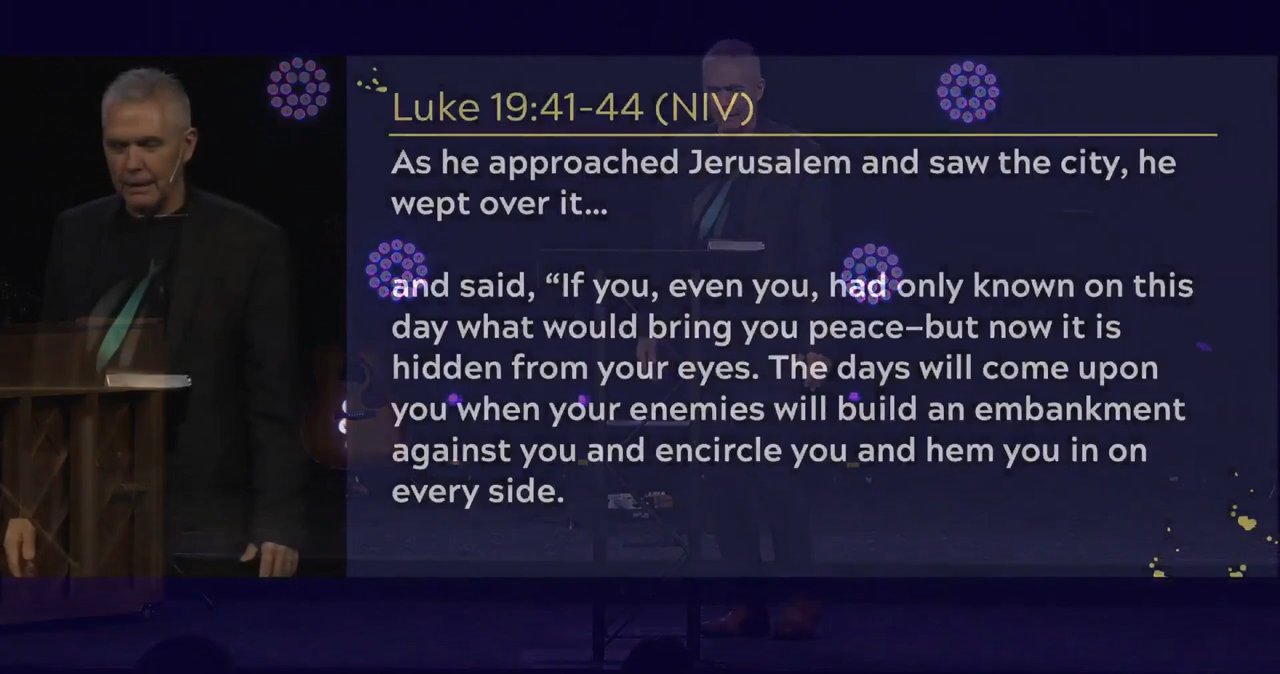 Luke 19:41-44 (NIV)
As he approached Jerusalem and saw the city, he
wept over it...
and said, “If you, even you, had only known on this
day what would bring you peace–but now it is
hidden from your eyes. The days will come upon
you when your enemies will build an embankment
against you and encircle you and hem you in on
every side.